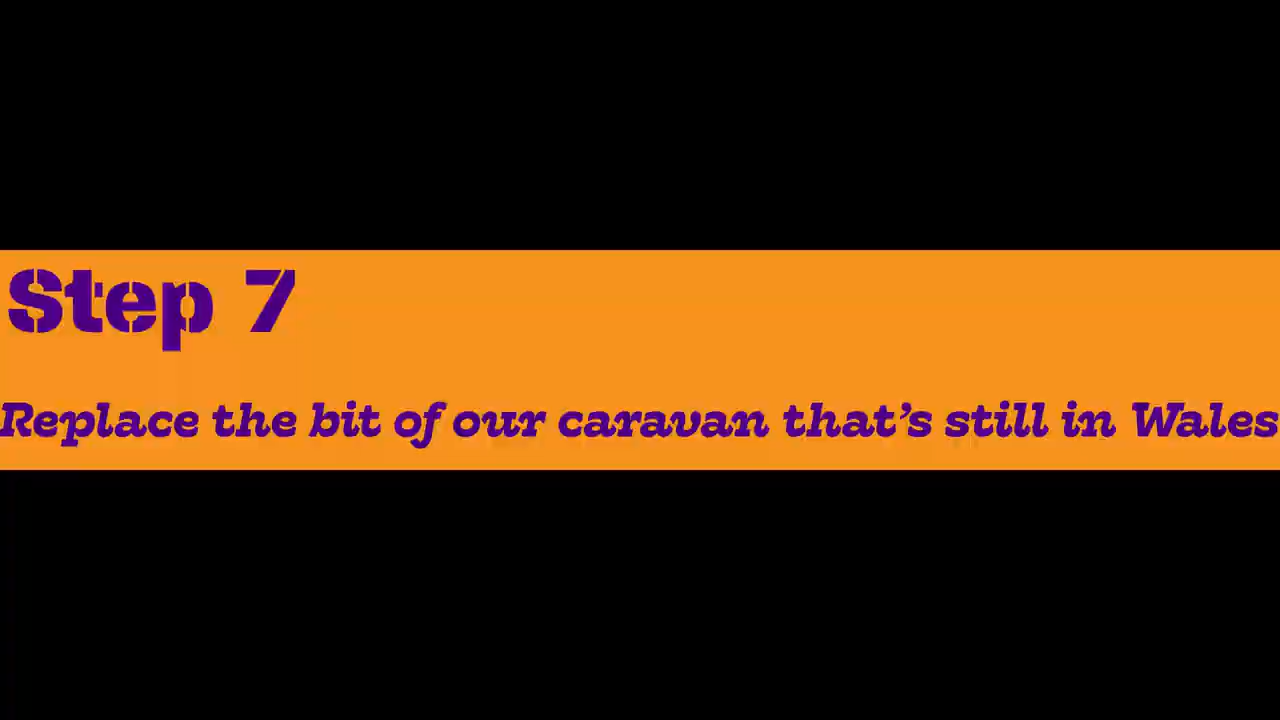 Step 7
Replace the bit of our caravan that’s still in Wales